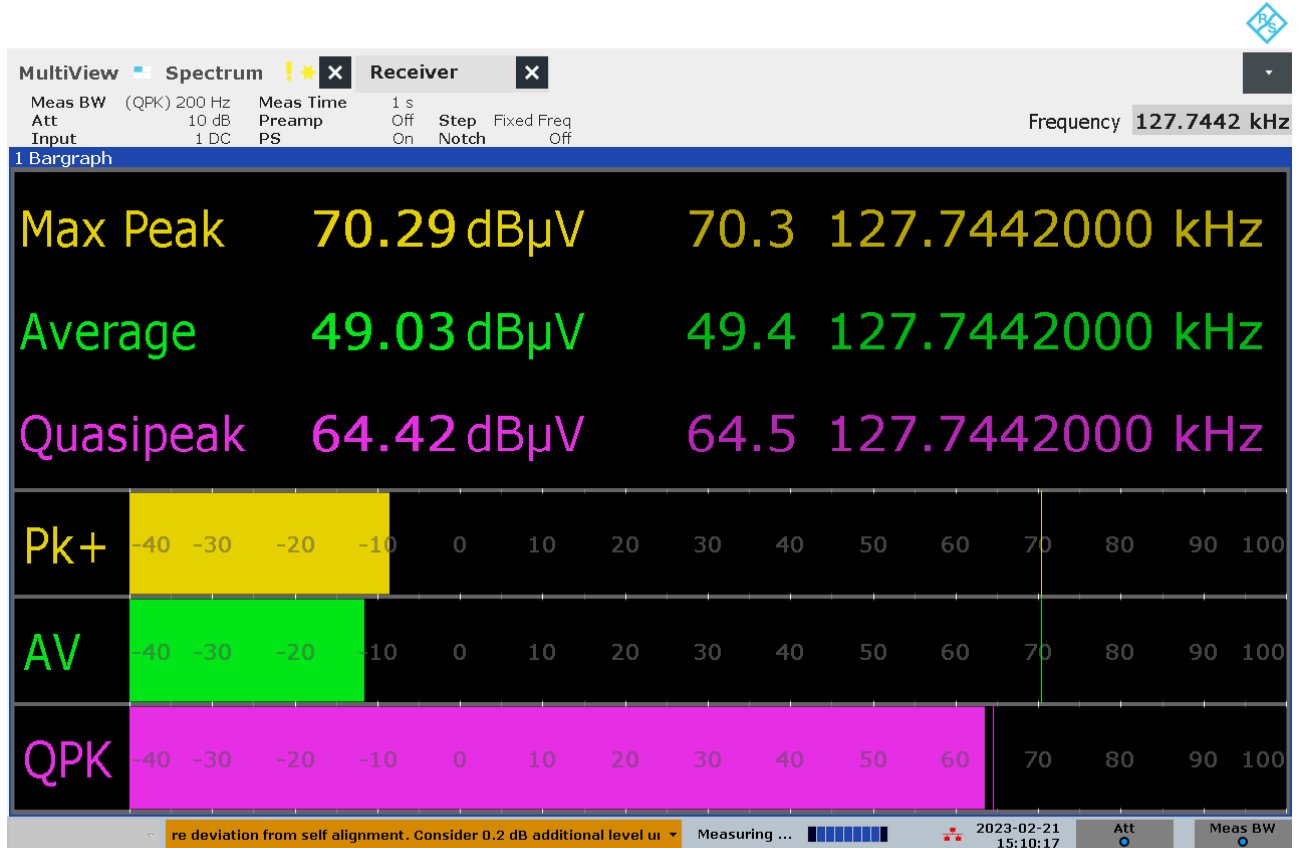 R&S
MultiView Spectrum ! Receiver
Meas BW (QPK) 200 Hz Meas Time 1 s
Att 10 dB Preamp Off Step Fixed Freq
Input 1 DC PS On Notch Off
Frequency 127.7442 kHz
1 Bargraph
Max Peak 70.29 dBµV 70.3 127.7442000 kHz
Average 49.03 dBµV 49.4 127.7442000 kHz
Quasipeak 64.42 dBµV 64.5 127.7442000 kHz
Pk+ -40 -30 -20 -10 0 10 20 30 40 50 60 70 80 90 100
AV -40 -30 -20 -10 0 10 20 30 40 50 60 70 80 90 100
QPK -40 -30 -20 -10 0 10 20 30 40 50 60 70 80 90 100
re deviation from self alignment. Consider 0.2 dB additional level Measuring ... 2023-02-21 Att Meas BW
15:10:17